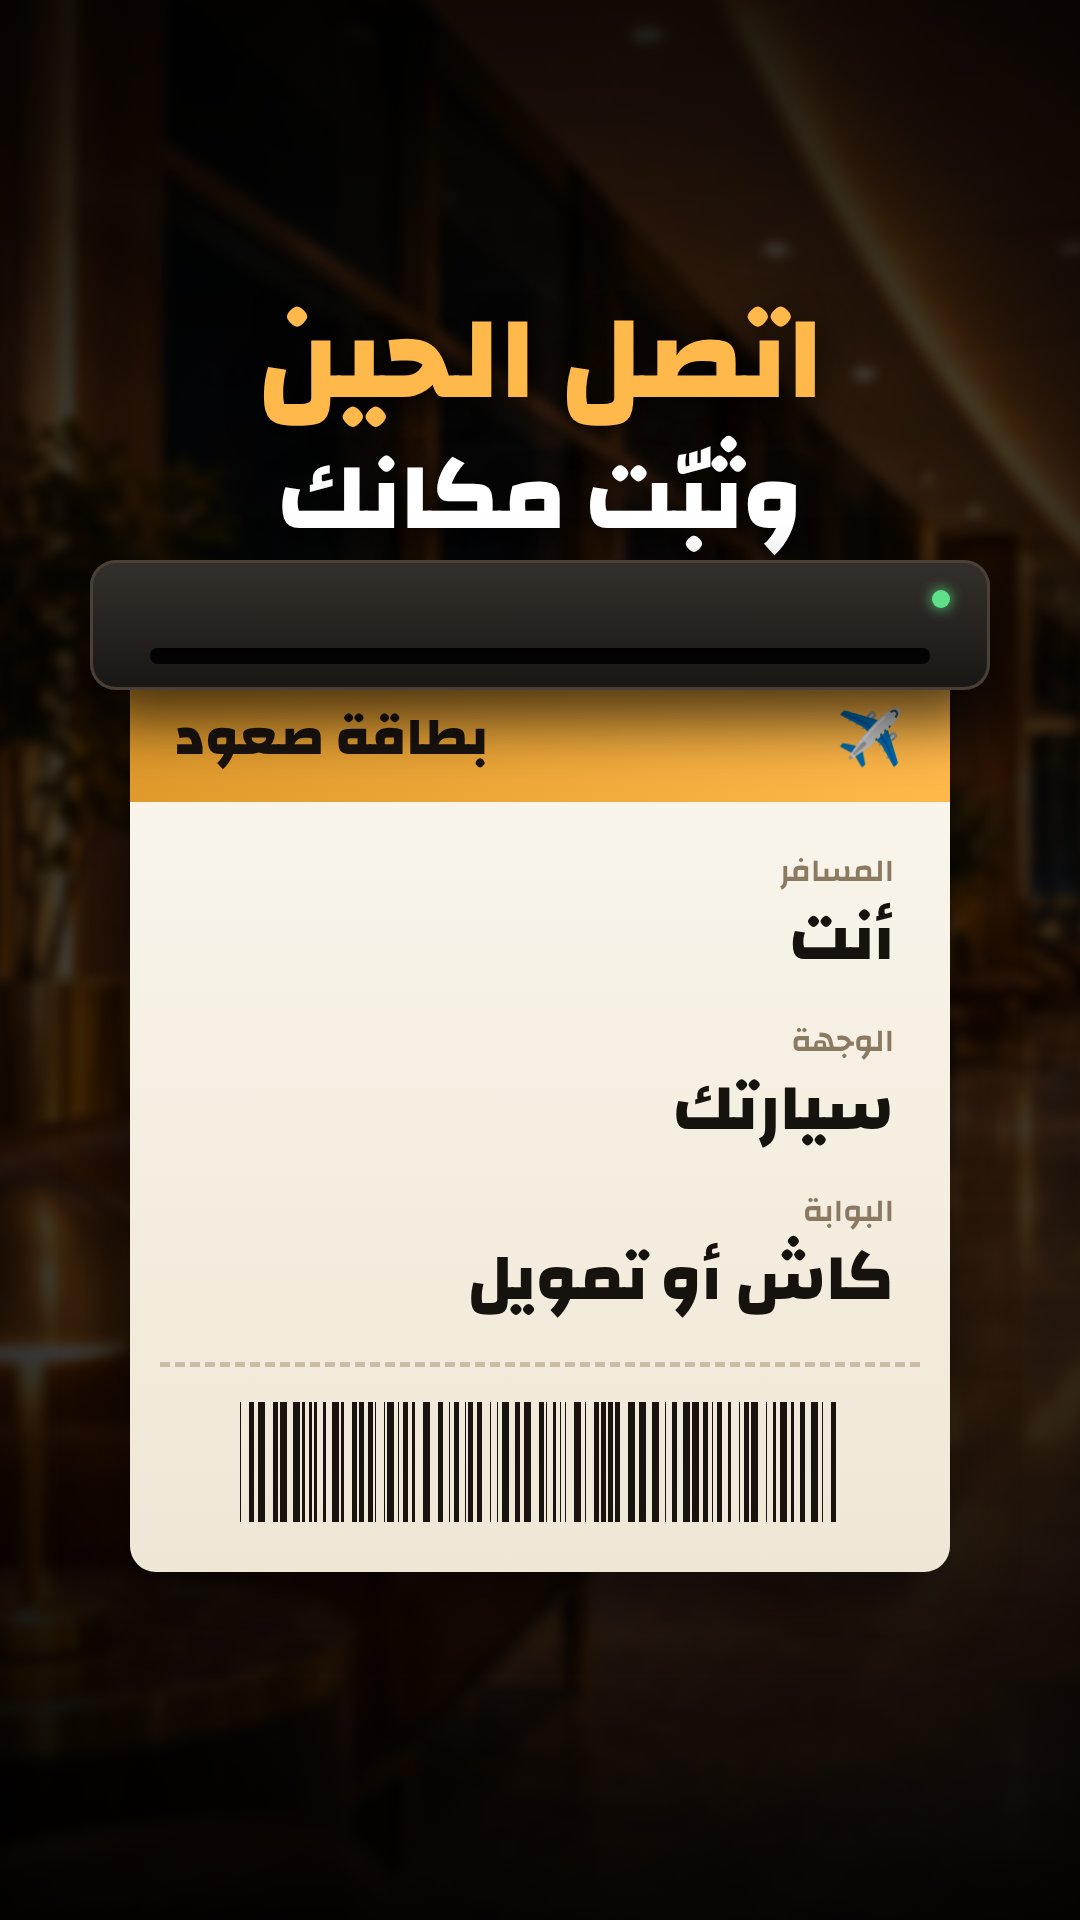 اتصل الحين
وثبّت مكانك
بطاقة صعود
المسافر
أنت
الوجهة
سيارتك
البوابة
كاش أو تمويل